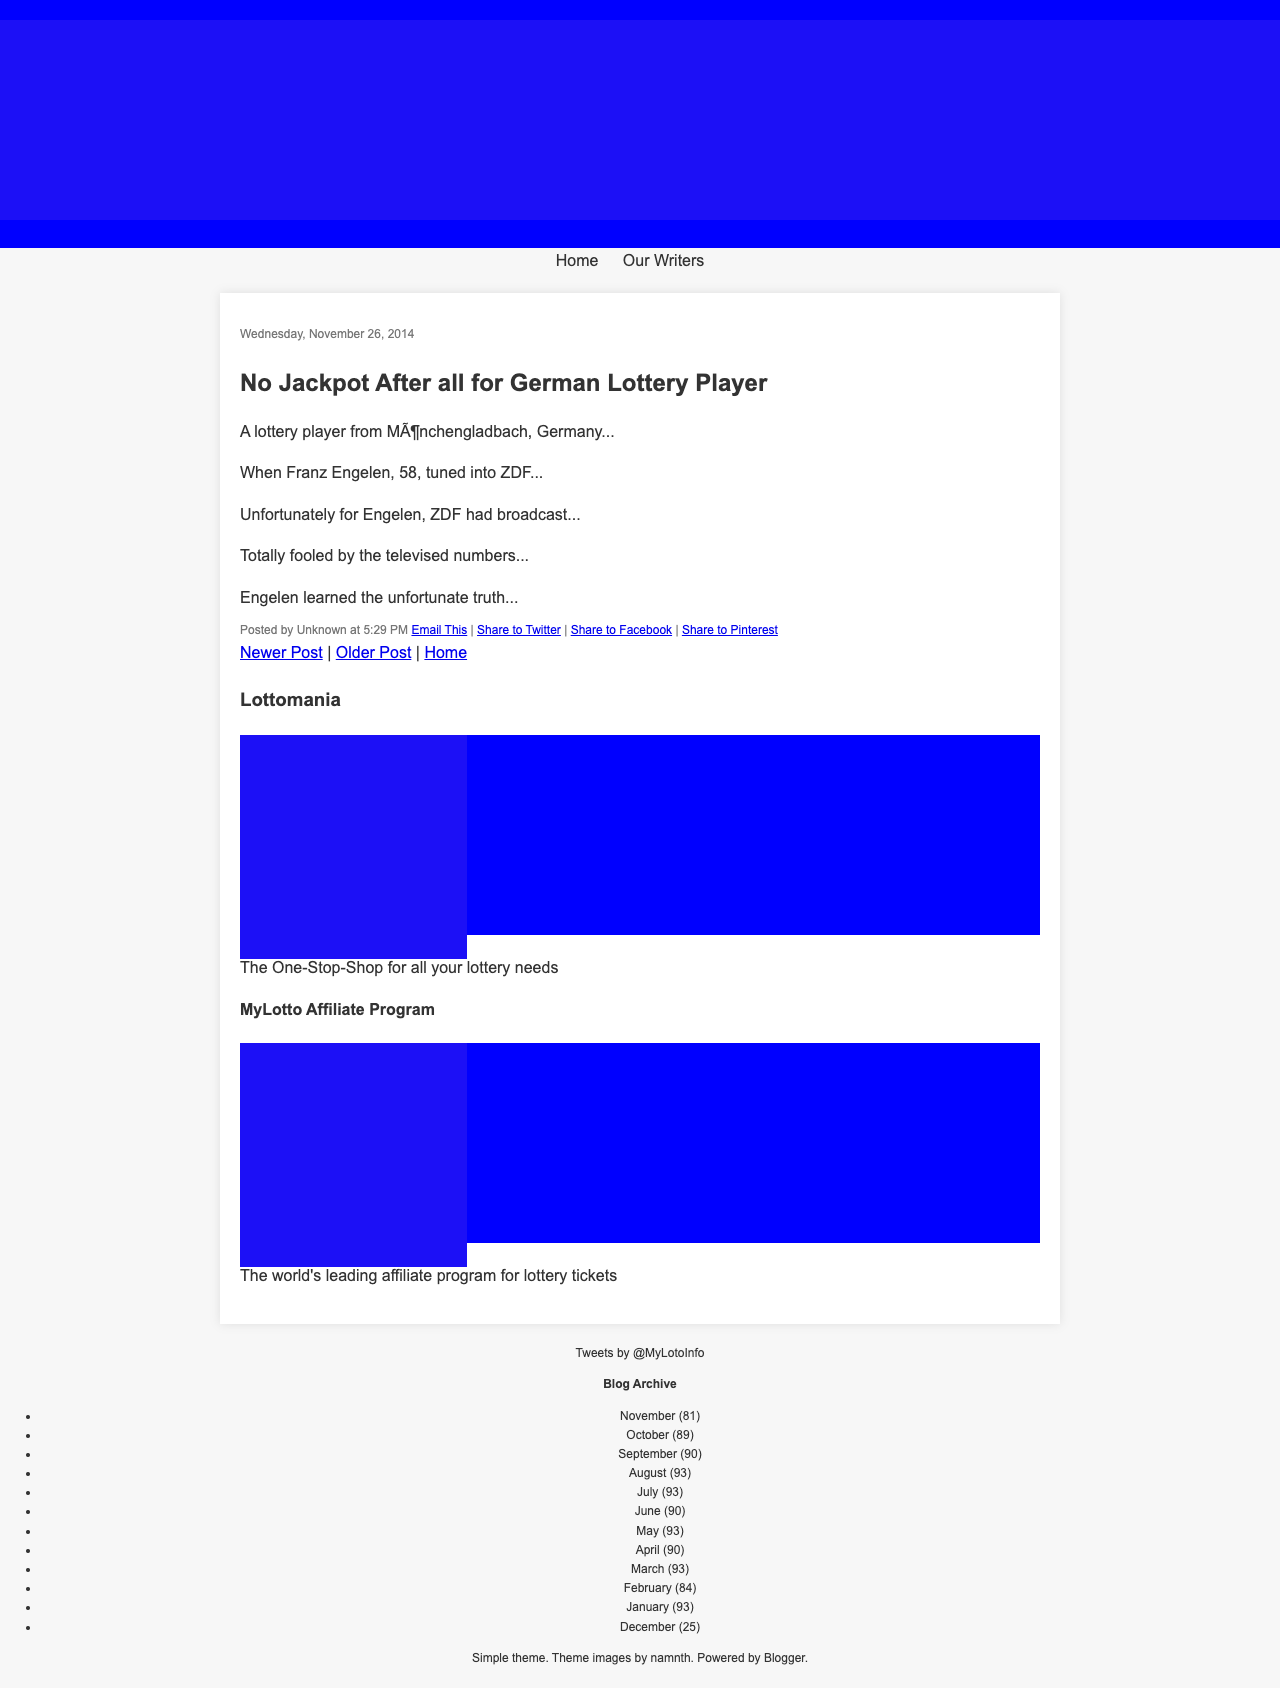 Home Our Writers
Wednesday, November 26, 2014
No Jackpot After all for German Lottery Player
A lottery player from MÃ¶nchengladbach, Germany...
When Franz Engelen, 58, tuned into ZDF...
Unfortunately for Engelen, ZDF had broadcast...
Totally fooled by the televised numbers...
Engelen learned the unfortunate truth...
Posted by Unknown at 5:29 PM Email This | Share to Twitter | Share to Facebook | Share to Pinterest
Newer Post | Older Post | Home
Lottomania
The One-Stop-Shop for all your lottery needs
MyLotto Affiliate Program
The world's leading affiliate program for lottery tickets
Tweets by @MyLotoInfo
Blog Archive
November (81)
October (89)
September (90)
August (93)
July (93)
June (90)
May (93)
April (90)
March (93)
February (84)
January (93)
December (25)
Simple theme. Theme images by namnth. Powered by Blogger.